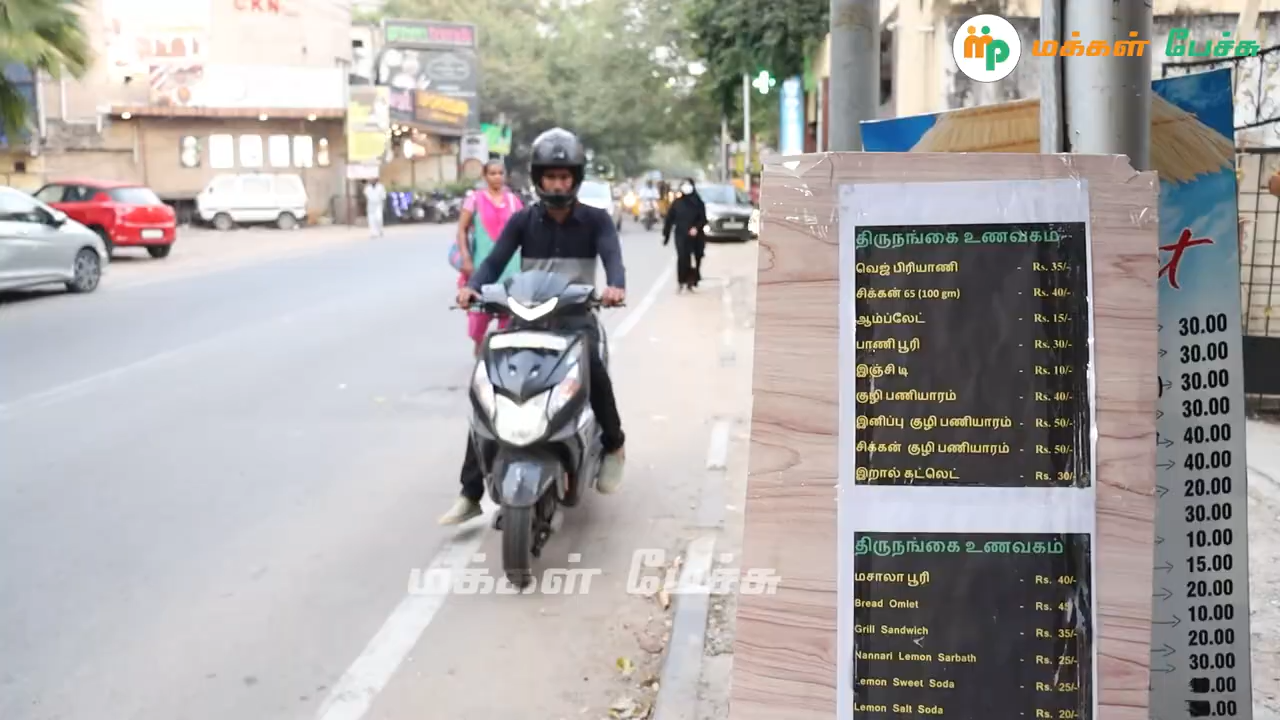 CKN
மக்கள் பேச்சு
திருநங்கை உணவகம்
வெஜ் பிரியாணி - Rs. 35/-
சிக்கன் 65 (100 gm) - Rs. 40/-
ஆம்ப்லேட் - Rs. 15/-
பாணி பூரி - Rs. 30/-
இஞ்சி டி - Rs. 10/-
குழி பணியாரம் - Rs. 40/-
இனிப்பு குழி பணியாரம் - Rs. 50/-
சிக்கன் குழி பணியாரம் - Rs. 50/-
இறால் கட்லெட் - Rs. 30/-
திருநங்கை உணவகம்
மசாலா பூரி - Rs. 40/-
Bread Omlet - Rs. 45
Grill Sandwich - Rs. 35/-
Nannari Lemon Sarbath - Rs. 25/-
Lemon Sweet Soda - Rs. 25/-
Lemon Salt Soda - Rs. 20/-
30.00
30.00
30.00
30.00
40.00
40.00
20.00
30.00
10.00
15.00
20.00
10.00
20.00
30.00
.00
.00
மக்கள் பேச்சு